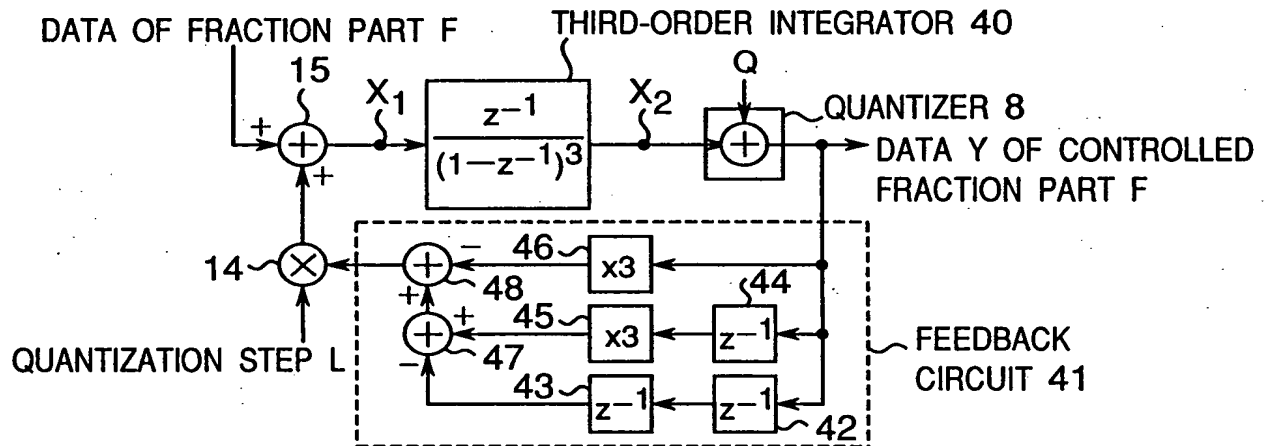 DATA OF FRACTION PART F
THIRD-ORDER INTEGRATOR 40
15
X1
z−1
(1−z−1)3
X2
Q
QUANTIZER 8
DATA Y OF CONTROLLED
FRACTION PART F
+
+
+
+
+
14
×
+
48
−
+
46
x3
44
+
47
+
−
45
x3
z−1
43
z−1
z−1
42
QUANTIZATION STEP L
FEEDBACK
CIRCUIT 41